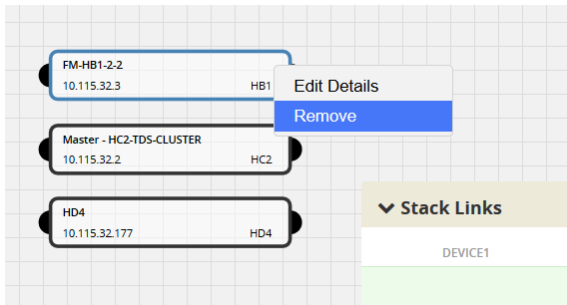 FM-HB1-2-2
10.115.32.3 HB1
Edit Details
Remove
Master - HC2-TDS-CLUSTER
10.115.32.2 HC2
HD4
10.115.32.177 HD4
Stack Links
DEVICE1